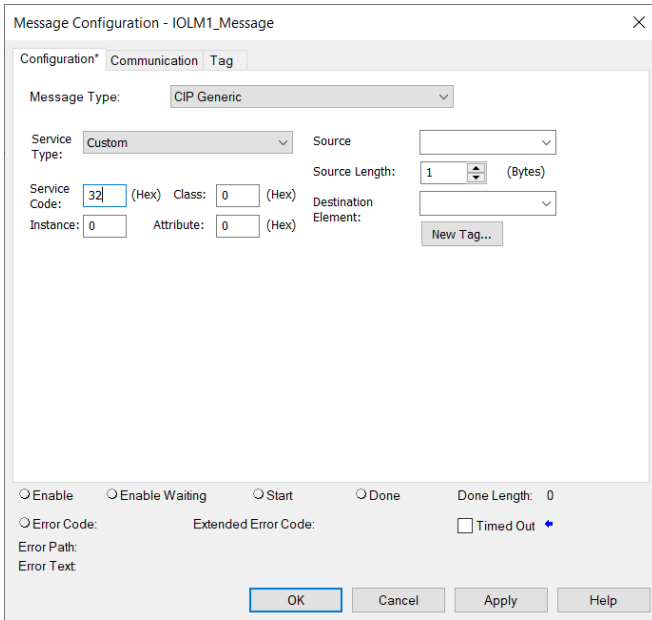 Message Configuration - IOLM1_Message
Configuration* Communication Tag
Message Type: CIP Generic
Service Type: Custom
Source
Source Length: 1 (Bytes)
Service Code: 32 (Hex) Class: 0 (Hex)
Destination Element:
Instance: 0 Attribute: 0 (Hex)
New Tag...
Enable Enable Waiting Start Done Done Length: 0
Error Code: Extended Error Code: Timed Out
Error Path:
Error Text:
OK Cancel Apply Help